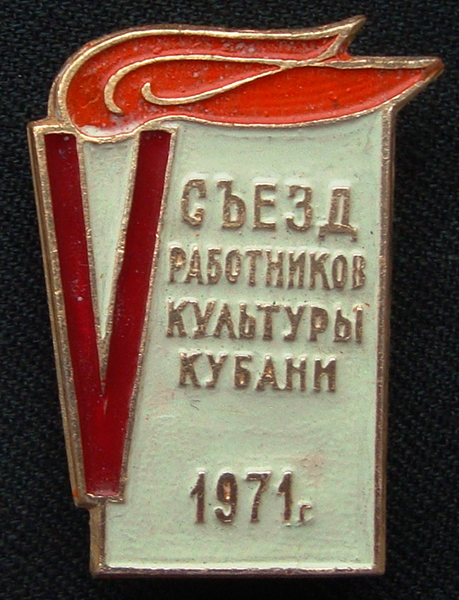 V
СЪЕЗД
РАБОТНИКОВ
КУЛЬТУРЫ
КУБАНИ
1971г.